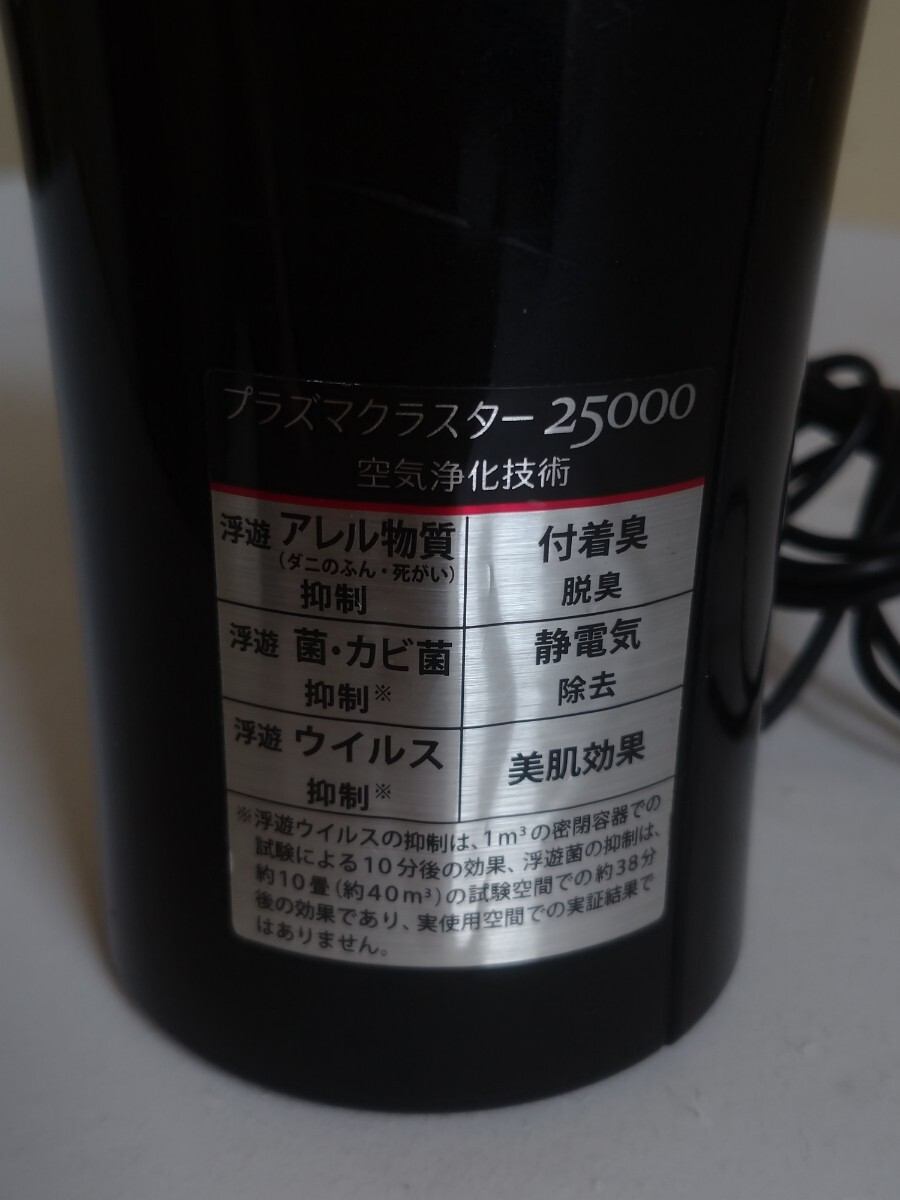 プラズマクラスター 25000
空気浄化技術
浮遊 アレル物質
(ダニのふん・死がい)
抑制
付着臭
脱臭
浮遊 菌・カビ菌
抑制※
静電気
除去
浮遊 ウイルス
抑制※
美肌効果
※浮遊ウイルスの抑制は、1m³の密閉容器での
試験による10分後の効果、浮遊菌の抑制は、
約10畳(約40m³)の試験空間での約38分
後の効果であり、実使用空間での実証結果で
はありません。